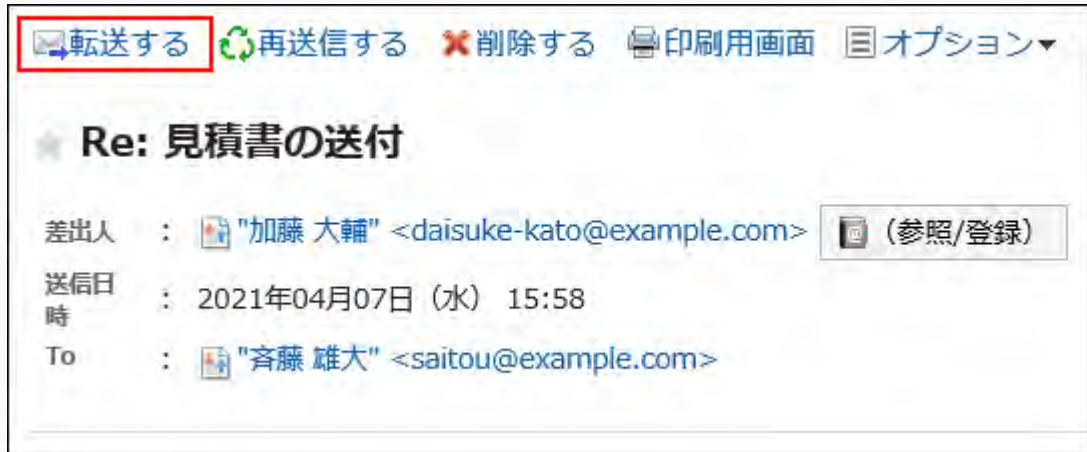 転送する 再送信する 削除する 印刷用画面 オプション▼
Re: 見積書の送付
差出人 : "加藤 大輔" <daisuke-kato@example.com> (参照/登録)
送信日時 : 2021年04月07日(水) 15:58
To : "斉藤 雄大" <saitou@example.com>